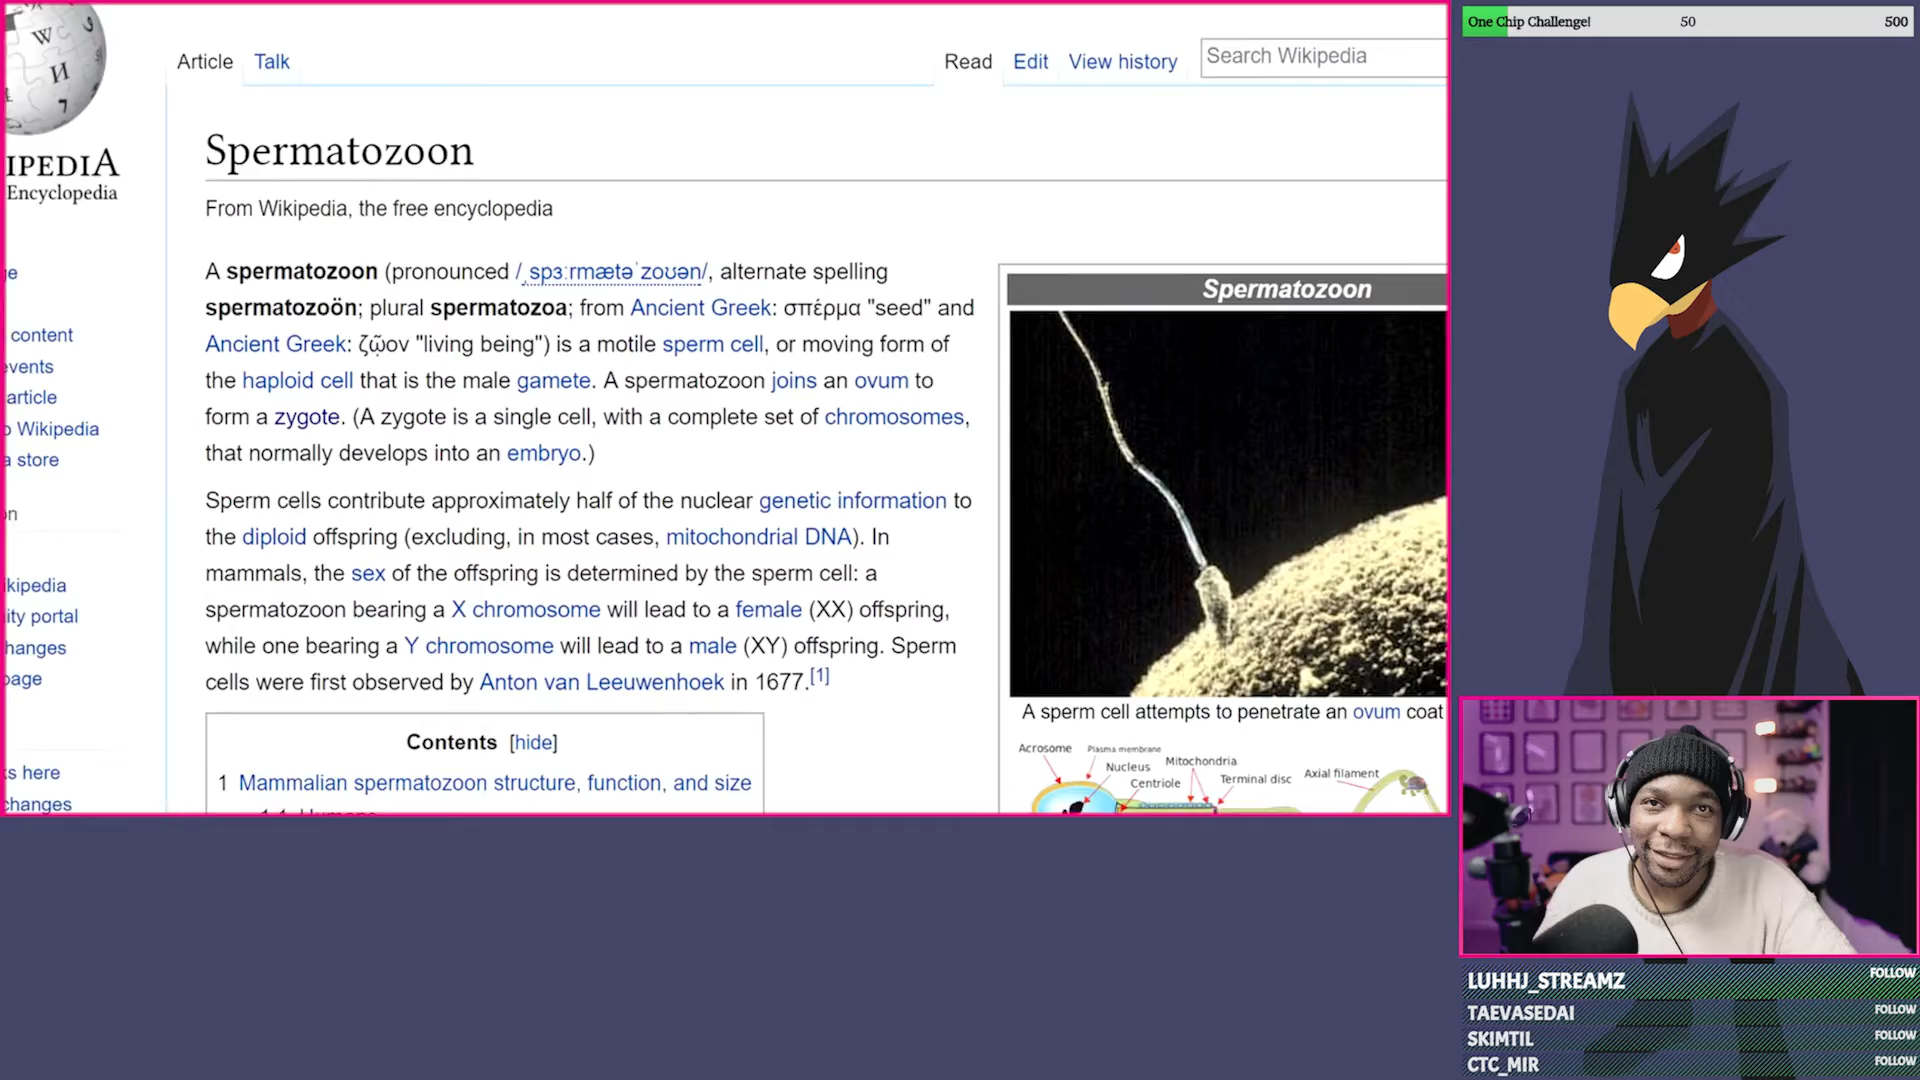 One Chip Challenge! 50 500
Article Talk Read Edit View history Search Wikipedia
IPEDIA
Encyclopedia
Spermatozoon
From Wikipedia, the free encyclopedia
A spermatozoon (pronounced /ˌspɜːrmætəˈzoʊən/, alternate spelling
spermatozoön; plural spermatozoa; from Ancient Greek: σπέρμα "seed" and
Ancient Greek: ζῷον "living being") is a motile sperm cell, or moving form of
the haploid cell that is the male gamete. A spermatozoon joins an ovum to
form a zygote. (A zygote is a single cell, with a complete set of chromosomes,
that normally develops into an embryo.)
Sperm cells contribute approximately half of the nuclear genetic information to
the diploid offspring (excluding, in most cases, mitochondrial DNA). In
mammals, the sex of the offspring is determined by the sperm cell: a
spermatozoon bearing a X chromosome will lead to a female (XX) offspring,
while one bearing a Y chromosome will lead to a male (XY) offspring. Sperm
cells were first observed by Anton van Leeuwenhoek in 1677.[1]
Contents [hide]
1 Mammalian spermatozoon structure, function, and size
content
events
article
Wikipedia
a store
on
ikipedia
ity portal
hanges
page
ks here
changes
Spermatozoon
A sperm cell attempts to penetrate an ovum coat
Acrosome
Plasma membrane
Nucleus
Mitochondria
Centriole
Terminal disc
Axial filament
LUHHJ_STREAMZ FOLLOW
TAEVASEDAI FOLLOW
SKIMTIL FOLLOW
CTC_MIR FOLLOW